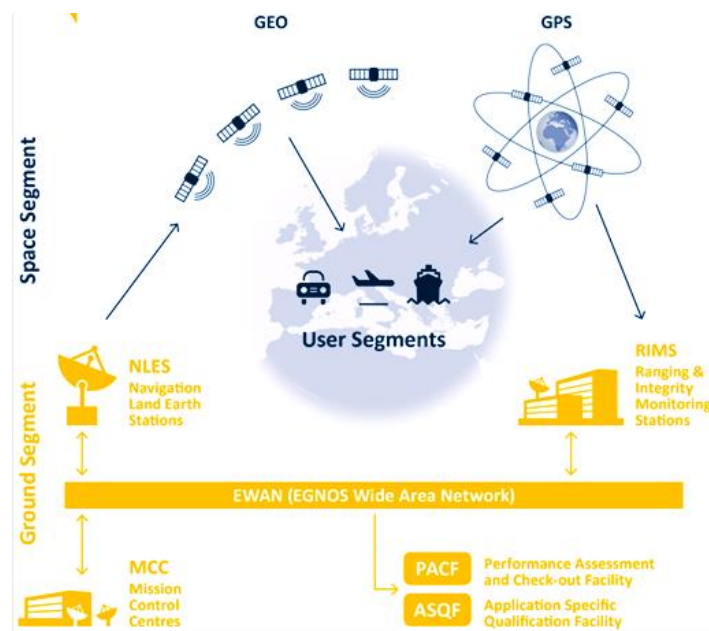 GEO
GPS
Space Segment
User Segments
NLES
Navigation
Land Earth
Stations
RIMS
Ranging &
Integrity
Monitoring
Stations
Ground Segment
EWAN (EGNOS Wide Area Network)
MCC
Mission
Control
Centres
PACF
Performance Assessment
and Check-out Facility
ASQF
Application Specific
Qualification Facility